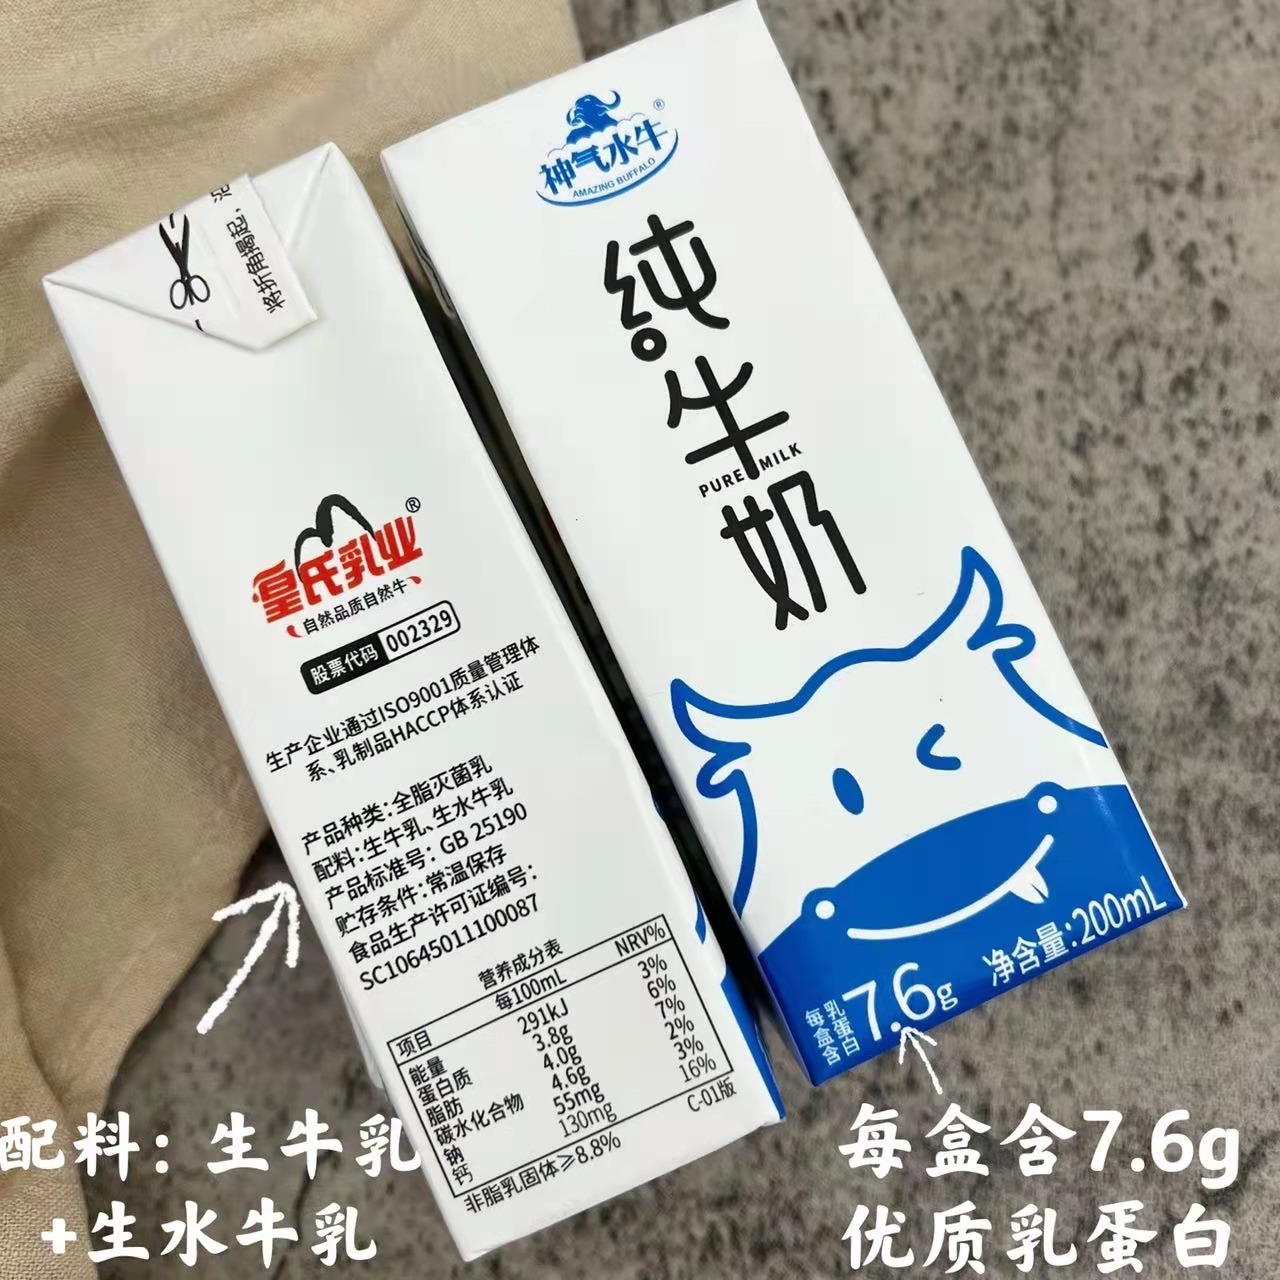 神气水牛®
AMAZING BUFFALO
纯牛奶
PURE MILK
每盒含
乳蛋白
7.6g
净含量:200mL
将折角揭起,
皇氏乳业®
自然品质自然牛
股票代码 002329
生产企业通过ISO9001质量管理体
系、乳制品HACCP体系认证
产品种类:全脂灭菌乳
配料:生牛乳、生水牛乳
产品标准号: GB 25190
贮存条件:常温保存
食品生产许可证编号:
SC10645011100087
营养成分表
项目 每100mL NRV%
能量 291kJ 3%
蛋白质 3.8g 6%
脂肪 4.0g 7%
碳水化合物 4.6g 2%
钠 55mg 3%
钙 130mg 16%
非脂乳固体≥8.8%
C-01版
配料: 生牛乳
+生水牛乳
每盒含7.6g
优质乳蛋白